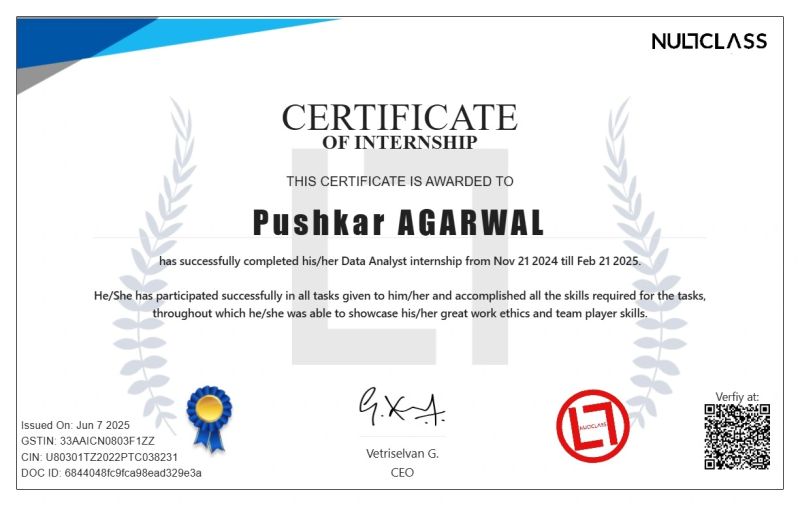 NULLCLASS
CERTIFICATE
OF INTERNSHIP
THIS CERTIFICATE IS AWARDED TO
Pushkar AGARWAL
has successfully completed his/her Data Analyst internship from Nov 21 2024 till Feb 21 2025.
He/She has participated successfully in all tasks given to him/her and accomplished all the skills required for the tasks,
throughout which he/she was able to showcase his/her great work ethics and team player skills.
Issued On: Jun 7 2025
GSTIN: 33AAICN0803F1ZZ
CIN: U80301TZ2022PTC038231
DOC ID: 6844048fc9fca98ead329e3a
Vetriselvan G.
CEO
NULLCLASS
Verfiy at: